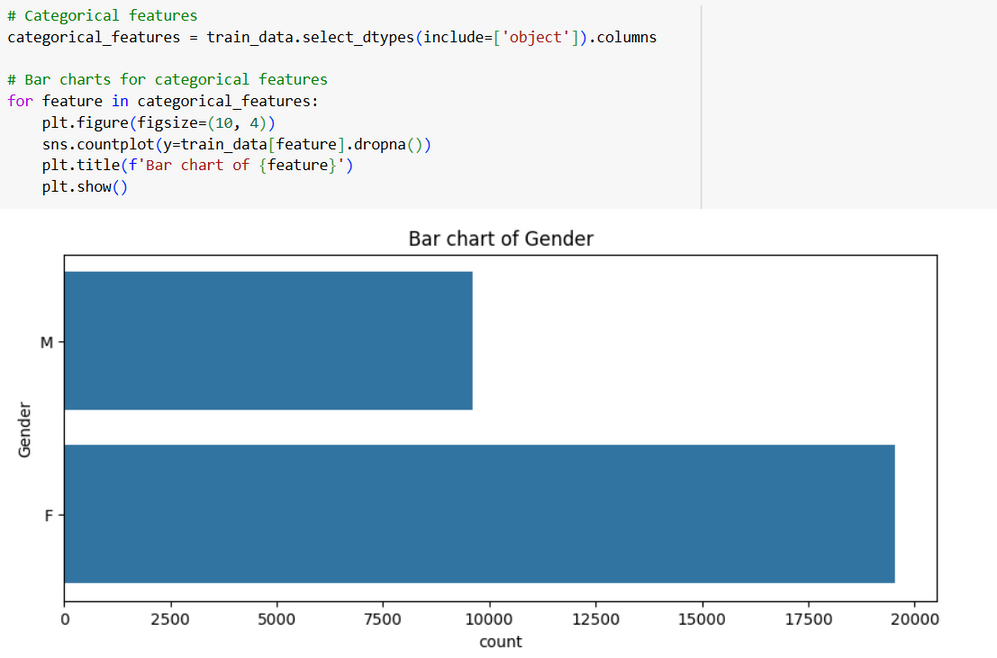 # Categorical features
categorical_features = train_data.select_dtypes(include=['object']).columns
# Bar charts for categorical features
for feature in categorical_features:
    plt.figure(figsize=(10, 4))
    sns.countplot(y=train_data[feature].dropna())
    plt.title(f'Bar chart of {feature}')
    plt.show()
Bar chart of Gender
M
F
Gender
0 2500 5000 7500 10000 12500 15000 17500 20000
count